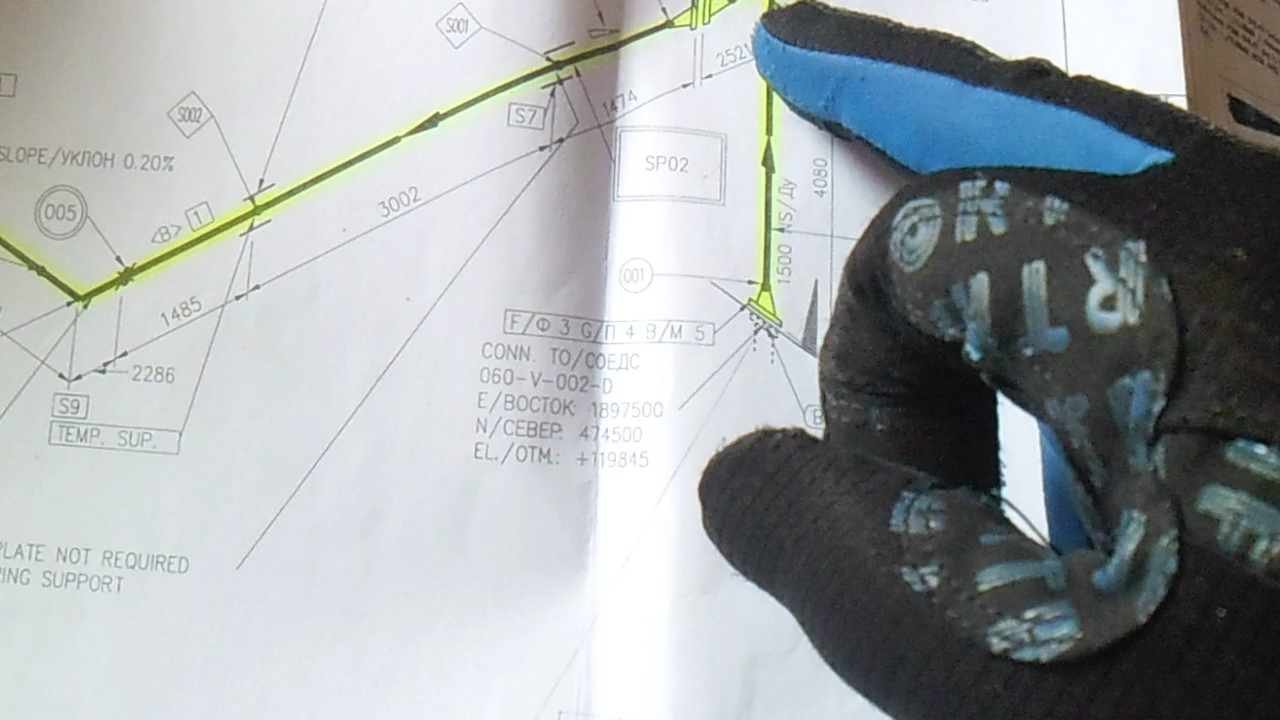 S001
252
1474
S7
S002
SP02
4080
SLOPE/УКЛОН 0.20%
005
<B> 1
3002
1500 NS/Ду
001
1485
F/Ф 3 G/П 4 B/М 5
2286
CONN. TO/СОЕДС
060-V-002-D
S9
E/ВОСТОК: 1897500
TEMP. SUP.
N/СЕВЕР: 474500
EL./ОТМ.: +119845
PLATE NOT REQUIRED
RING SUPPORT